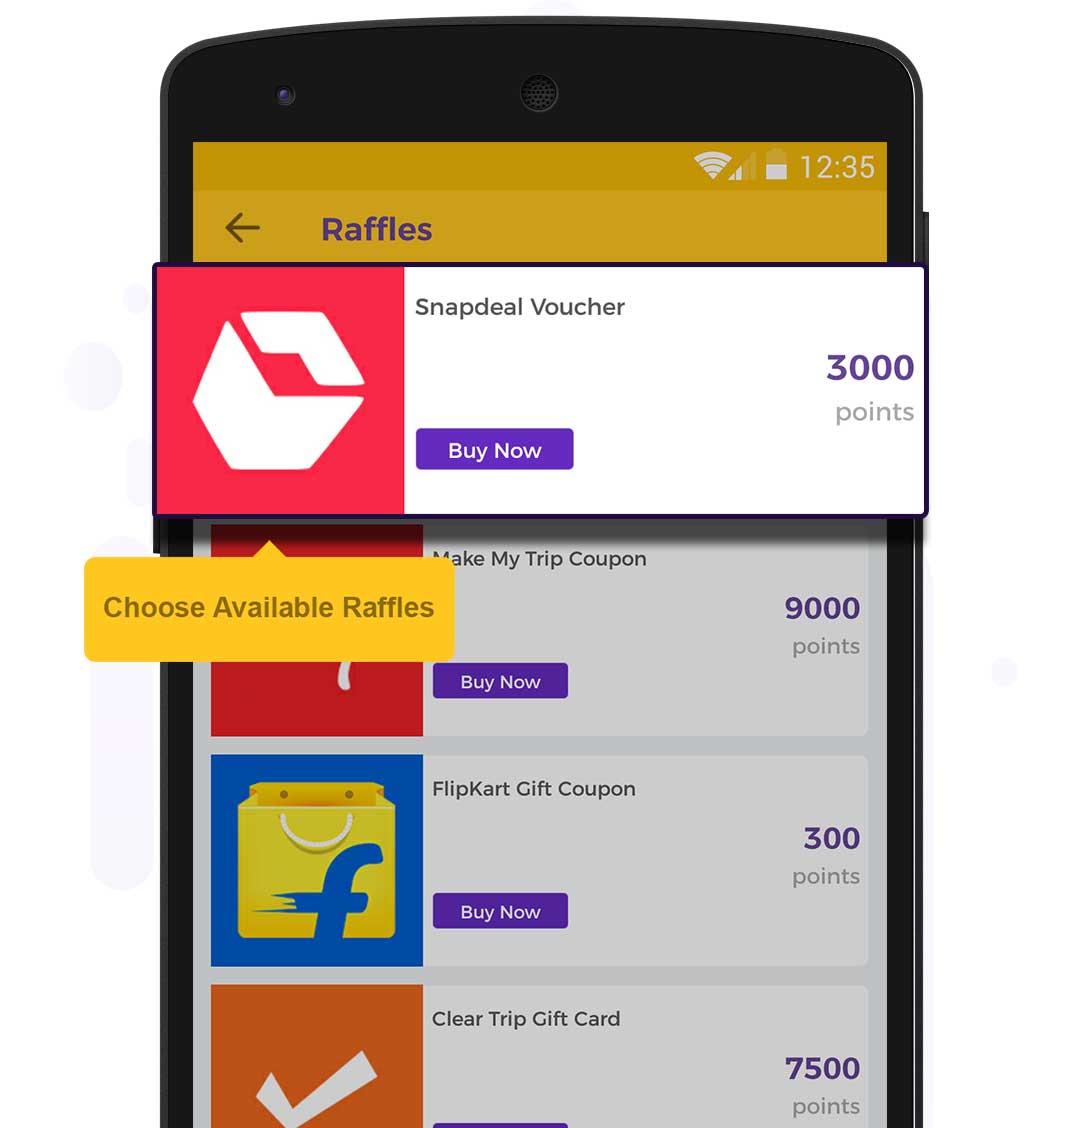 12:35
Raffles
Snapdeal Voucher
3000
points
Buy Now
Make My Trip Coupon
Choose Available Raffles
9000
points
Buy Now
FlipKart Gift Coupon
300
points
Buy Now
Clear Trip Gift Card
7500
points